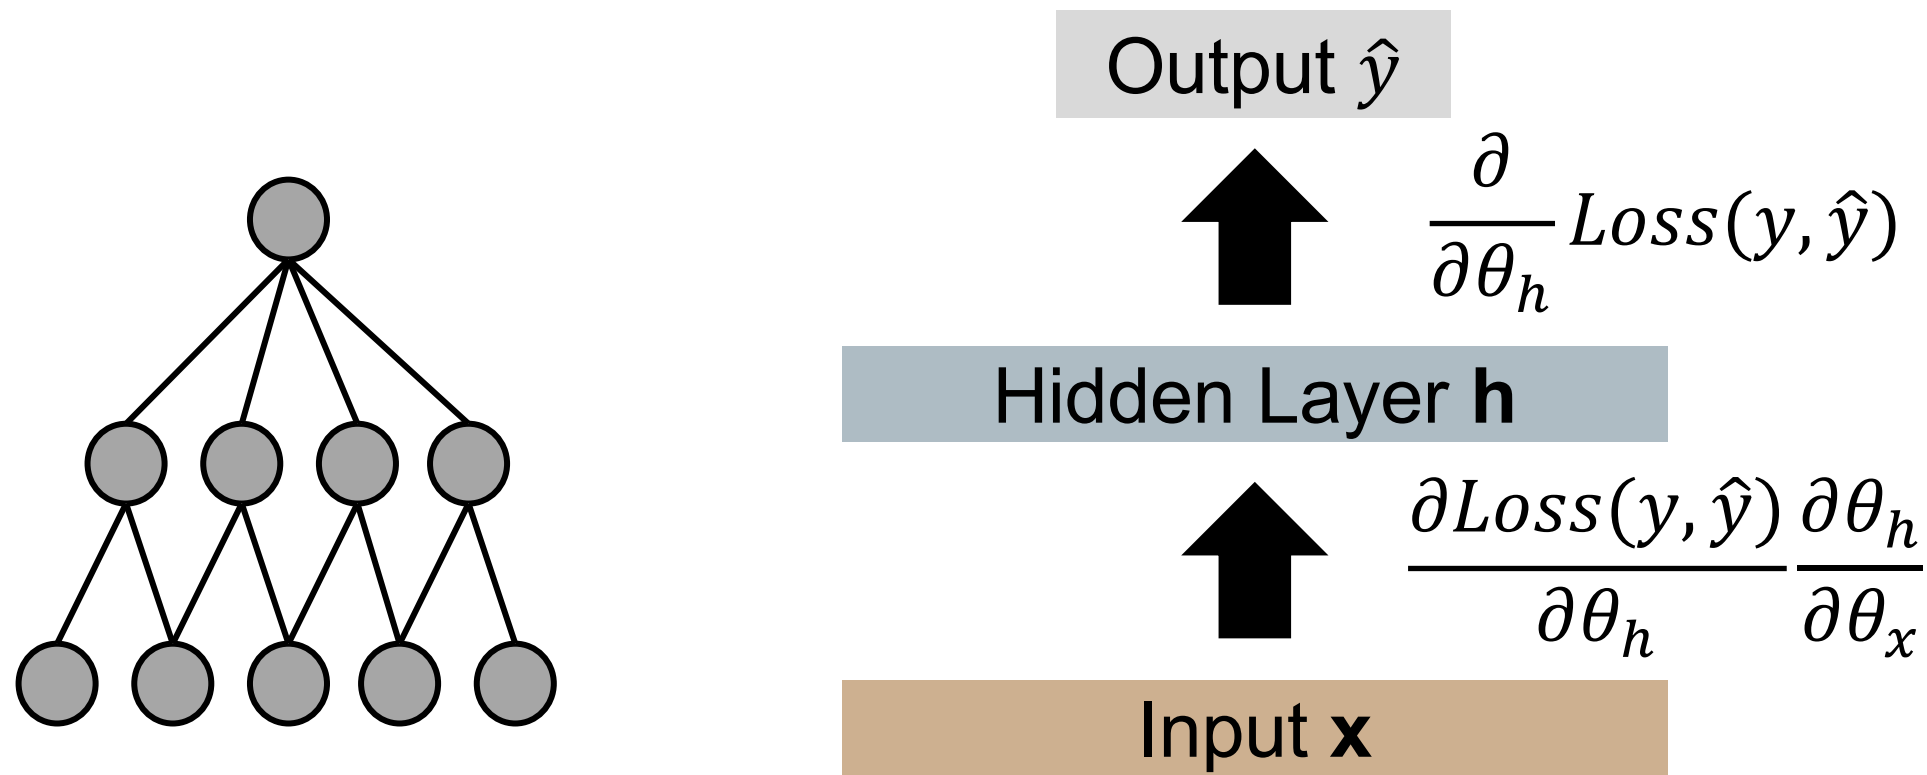 Output ŷ
∂/∂θ_h Loss(y, ŷ)
Hidden Layer h
∂Loss(y, ŷ)/∂θ_h ∂θ_h/∂θ_x
Input x